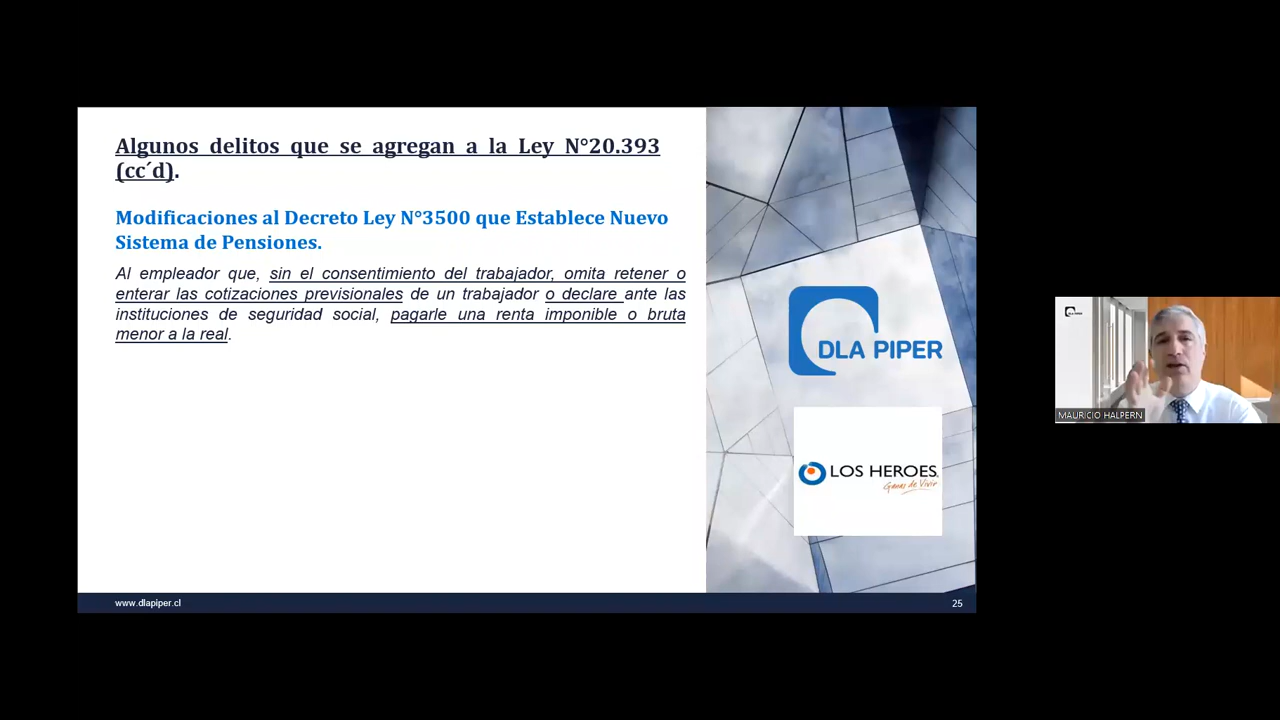 Algunos delitos que se agregan a la Ley N°20.393
(cc´d).
Modificaciones al Decreto Ley N°3500 que Establece Nuevo
Sistema de Pensiones.
Al empleador que, sin el consentimiento del trabajador, omita retener o
enterar las cotizaciones previsionales de un trabajador o declare ante las
instituciones de seguridad social, pagarle una renta imponible o bruta
menor a la real.
DLA PIPER
LOS HEROES
Ganas de Vivir
www.dlapiper.cl
25
DLA PIPER
MAURICIO HALPERN